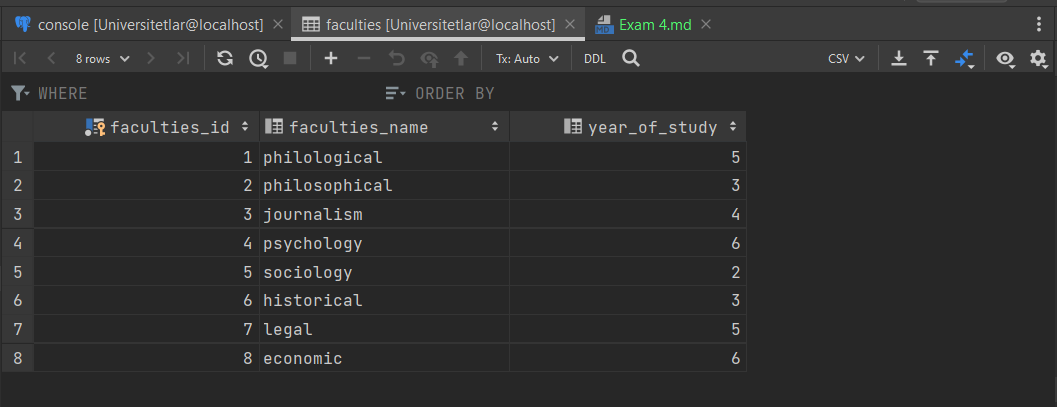 console [Universitetlar@localhost] faculties [Universitetlar@localhost] MD Exam 4.md
8 rows Tx: Auto DDL CSV
WHERE ORDER BY
faculties_id faculties_name year_of_study
1 1 philological 5
2 2 philosophical 3
3 3 journalism 4
4 4 psychology 6
5 5 sociology 2
6 6 historical 3
7 7 legal 5
8 8 economic 6